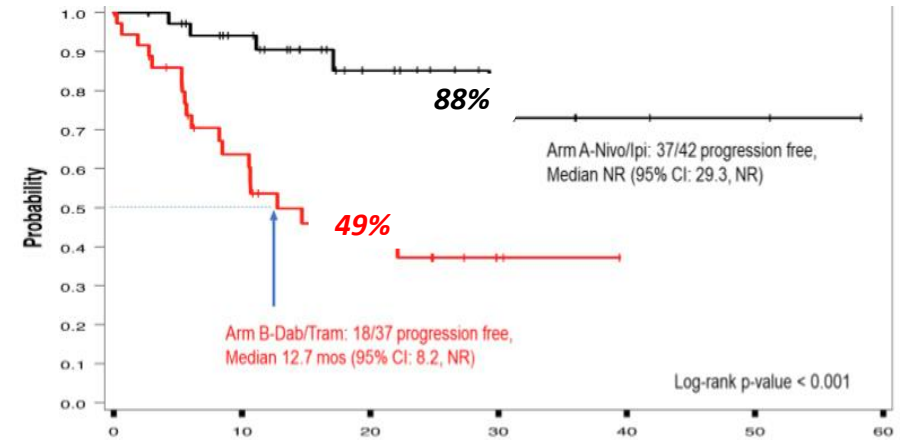 1.0
0.9
0.8
0.7
0.6
0.5
0.4
0.3
0.2
0.1
0.0
Probability
88%
Arm A-Nivo/Ipi: 37/42 progression free,
Median NR (95% CI: 29.3, NR)
49%
Arm B-Dab/Tram: 18/37 progression free,
Median 12.7 mos (95% CI: 8.2, NR)
Log-rank p-value < 0.001
0 10 20 30 40 50 60